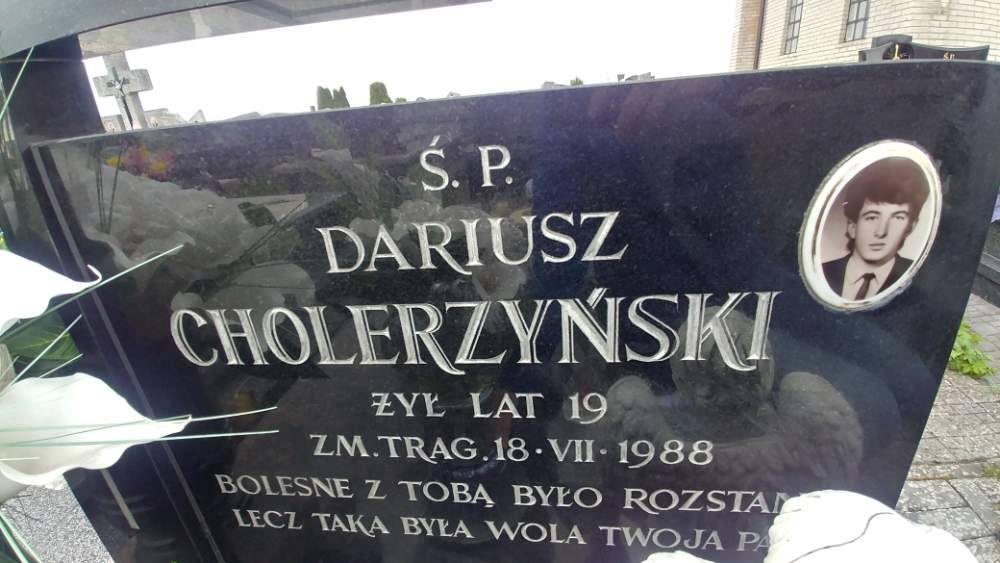 Ś. P.
DARIUSZ
CHOLERZYŃSKI
ŻYŁ LAT 19
ZM. TRAG. 18·VII·1988
BOLESNE Z TOBĄ BYŁO
LECZ TAKA BYŁA WOLA TWOJA